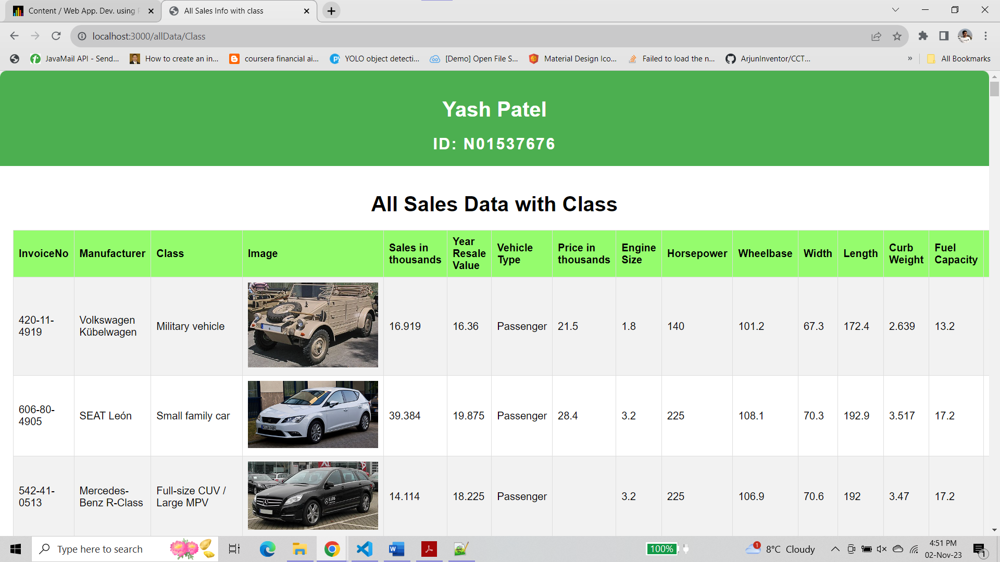 Content / Web App. Dev. using
All Sales Info with class
localhost:3000/allData/Class
JavaMail API - Send...
How to create an in...
coursera financial ai...
YOLO object detecti...
[Demo] Open File S...
Material Design Ico...
Failed to load the n...
ArjunInventor/CCT...
»
All Bookmarks
Yash Patel
ID: N01537676
All Sales Data with Class
InvoiceNo Manufacturer Class Image Sales in thousands Year Resale Value Vehicle Type Price in thousands Engine Size Horsepower Wheelbase Width Length Curb Weight Fuel Capacity
420-11-4919 Volkswagen Kübelwagen Military vehicle 16.919 16.36 Passenger 21.5 1.8 140 101.2 67.3 172.4 2.639 13.2
606-80-4905 SEAT León Small family car 39.384 19.875 Passenger 28.4 3.2 225 108.1 70.3 192.9 3.517 17.2
542-41-0513 Mercedes-Benz R-Class Full-size CUV / Large MPV 14.114 18.225 Passenger 3.2 225 106.9 70.6 192 3.47 17.2
Type here to search
100%
1
8°C Cloudy
4:51 PM
02-Nov-23
1